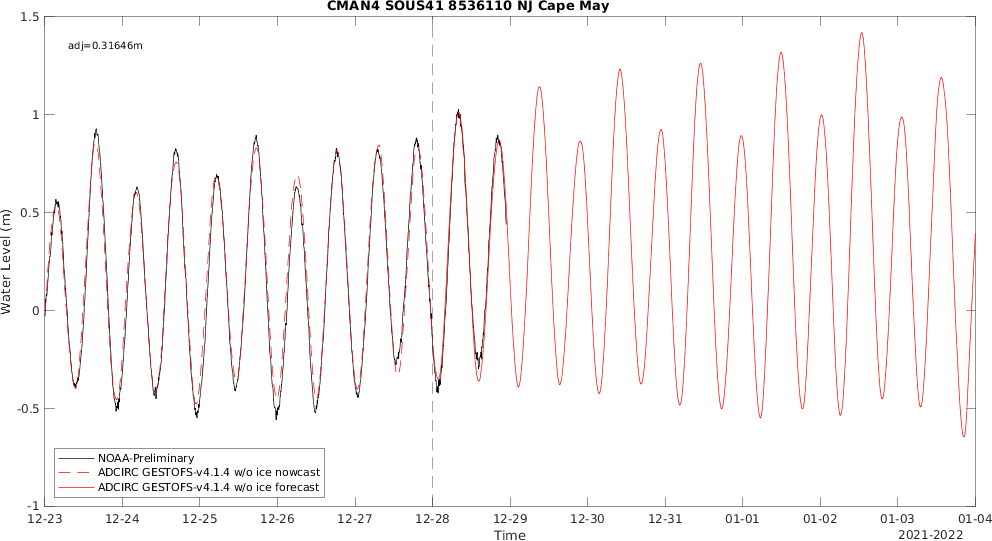 CMAN4 SOUS41 8536110 NJ Cape May
adj=0.31646m
1.5
1
0.5
0
-0.5
-1
Water Level (m)
NOAA-Preliminary
ADCIRC GESTOFS-v4.1.4 w/o ice nowcast
ADCIRC GESTOFS-v4.1.4 w/o ice forecast
12-23 12-24 12-25 12-26 12-27 12-28 12-29 12-30 12-31 01-01 01-02 01-03 01-04
Time
2021-2022